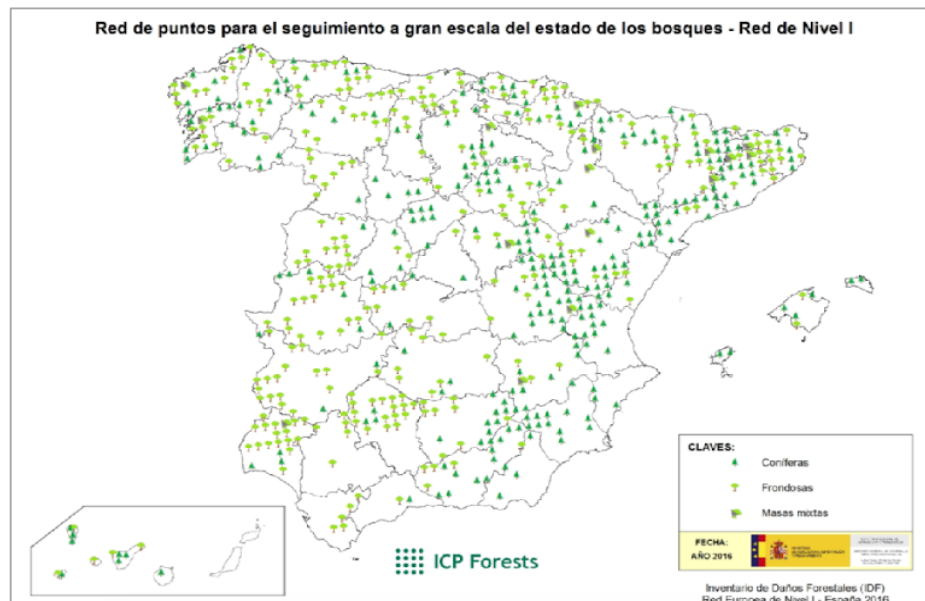 Red de puntos para el seguimiento a gran escala del estado de los bosques - Red de Nivel I
CLAVES:
Coníferas
Frondosas
Masas mixtas
FECHA:
AÑO 2016
ICP Forests
Inventario de Daños Forestales (IDF)
Red Europea de Nivel I - España 2016